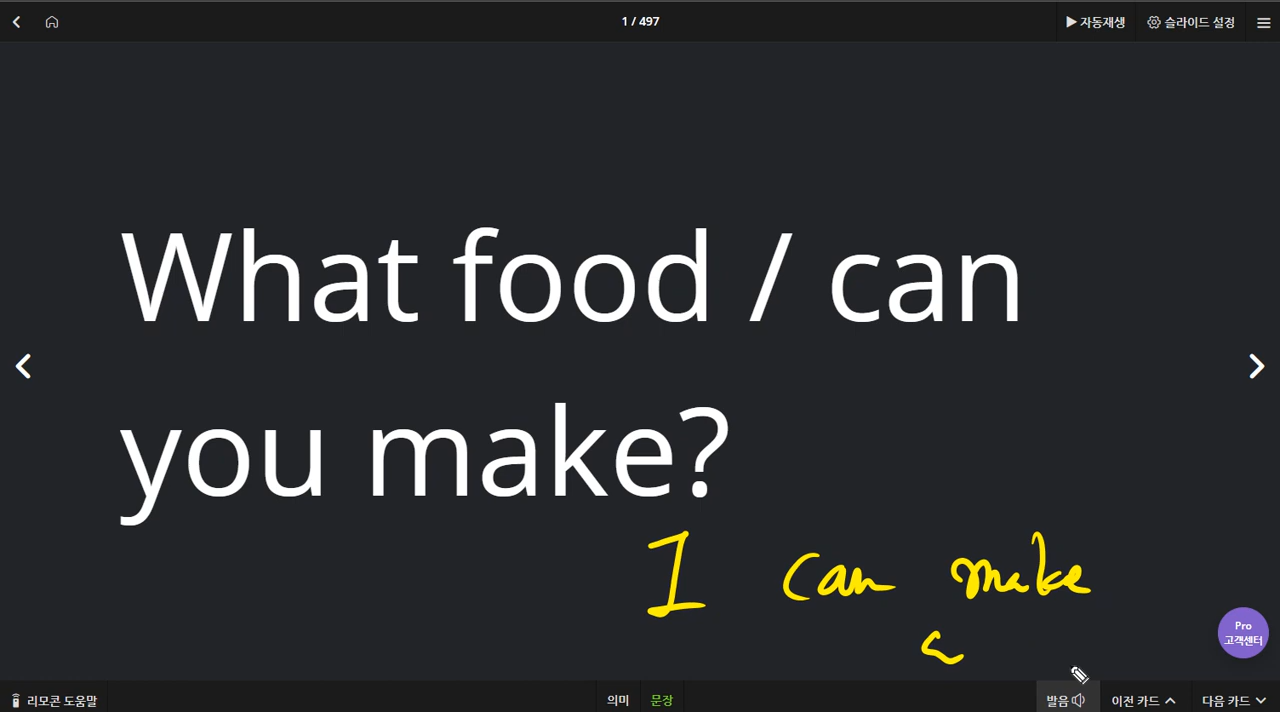 1 / 497
자동재생
슬라이드 설정
What food / can
you make?
I can make
Pro
고객센터
리모콘 도움말
의미
문장
발음
이전 카드
다음 카드